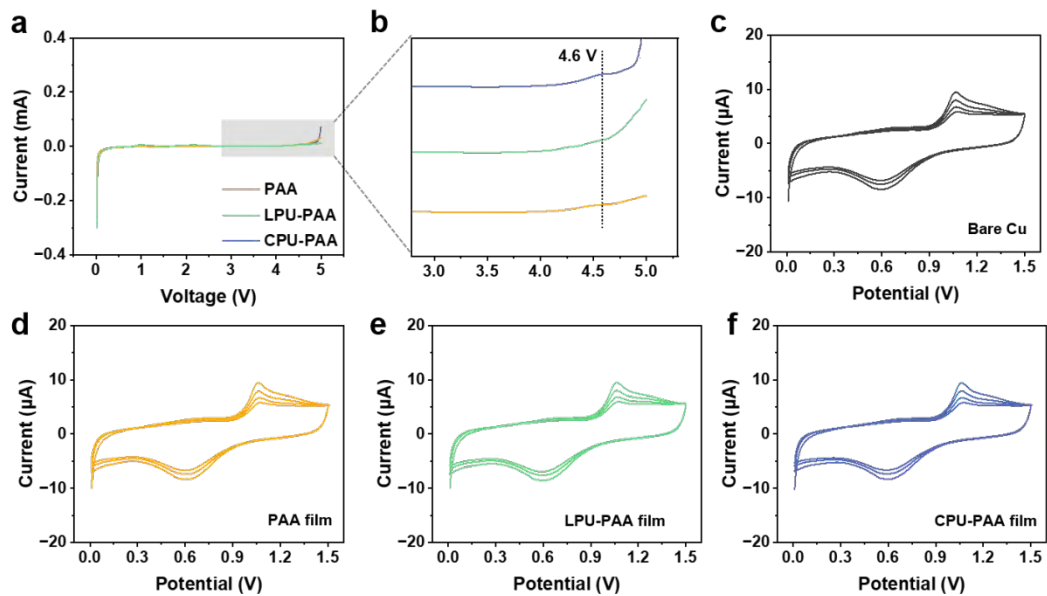 a
0.4
0.2
0.0
−0.2
−0.4
Current (mA)
0
1
2
3
4
5
Voltage (V)
PAA
LPU-PAA
CPU-PAA
b
4.6 V
3.0
3.5
4.0
4.5
5.0
c
20
10
0
−10
−20
Current (μA)
0.0
0.3
0.6
0.9
1.2
1.5
Potential (V)
Bare Cu
d
20
10
0
−10
−20
Current (μA)
0.0
0.3
0.6
0.9
1.2
1.5
Potential (V)
PAA film
e
20
10
0
−10
−20
Current (μA)
0.0
0.3
0.6
0.9
1.2
1.5
Potential (V)
LPU-PAA film
f
20
10
0
−10
−20
Current (μA)
0.0
0.3
0.6
0.9
1.2
1.5
Potential (V)
CPU-PAA film